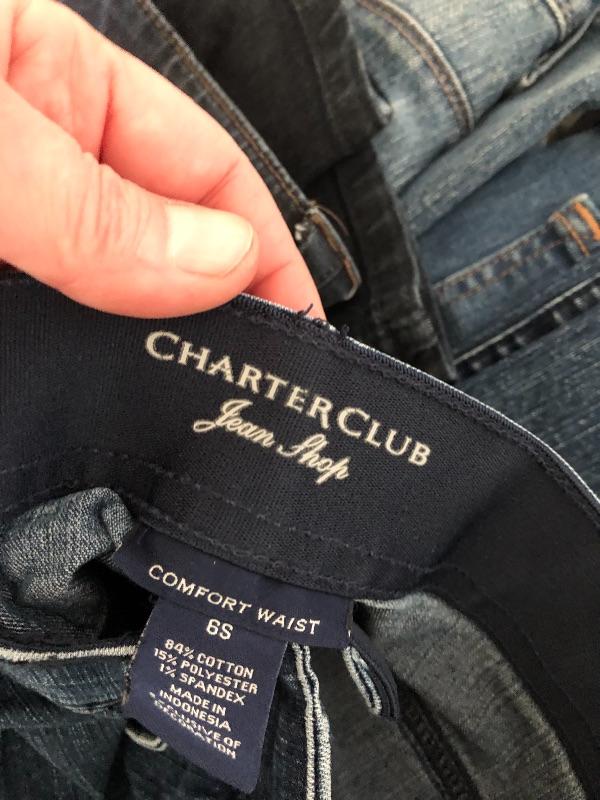 CHARTER CLUB
Jean Shop
COMFORT WAIST
6S
84% COTTON
15% POLYESTER
1% SPANDEX
MADE IN
INDONESIA
EXCLUSIVE OF
DECORATION